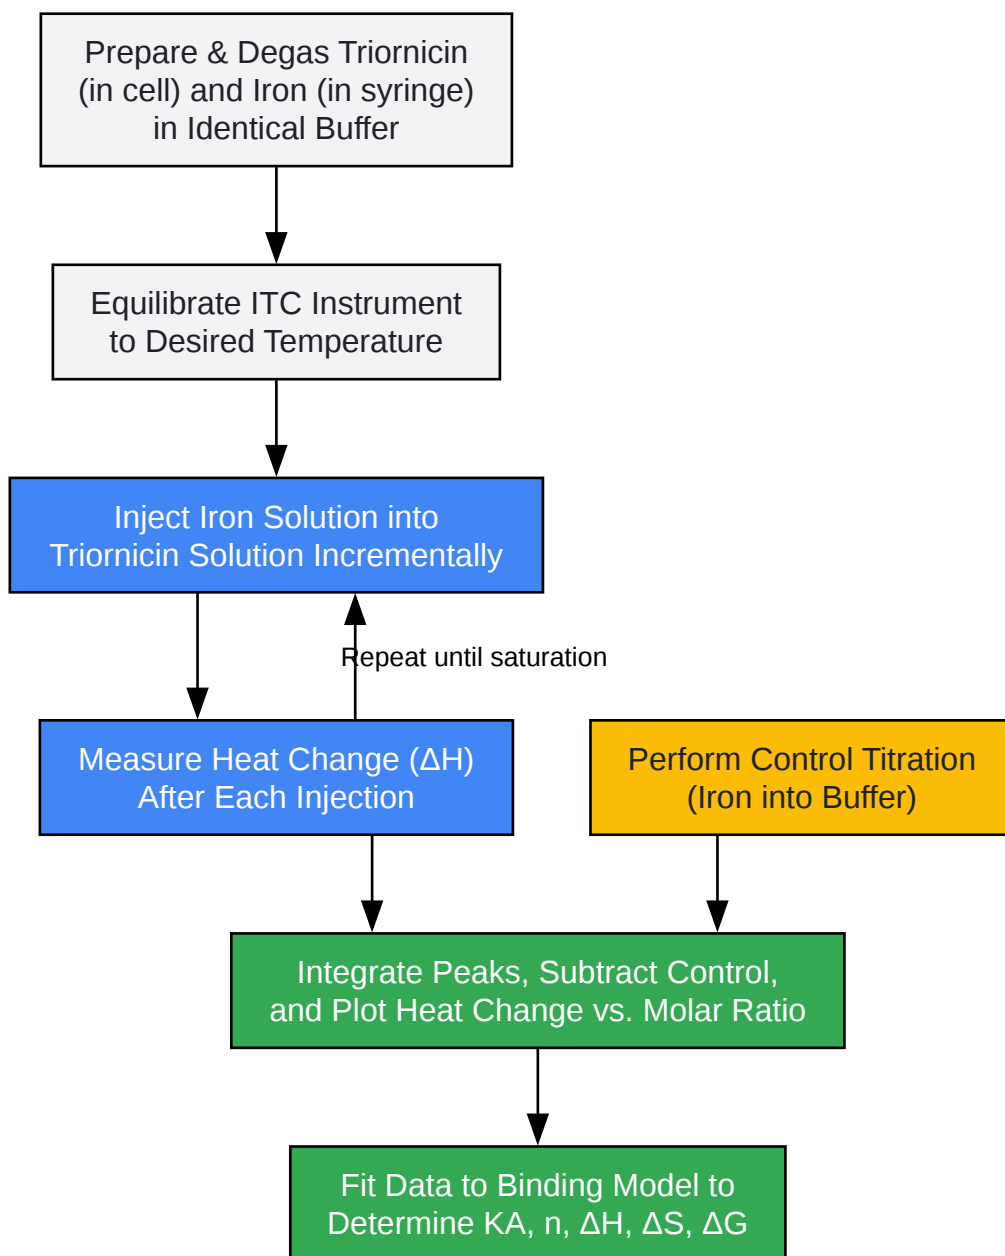 Prepare & Degas Triornicin
(in cell) and Iron (in syringe)
in Identical Buffer
Equilibrate ITC Instrument
to Desired Temperature
Inject Iron Solution into
Triornicin Solution Incrementally
Repeat until saturation
Measure Heat Change (ΔH)
After Each Injection
Perform Control Titration
(Iron into Buffer)
Integrate Peaks, Subtract Control,
and Plot Heat Change vs. Molar Ratio
Fit Data to Binding Model to
Determine KA, n, ΔH, ΔS, ΔG